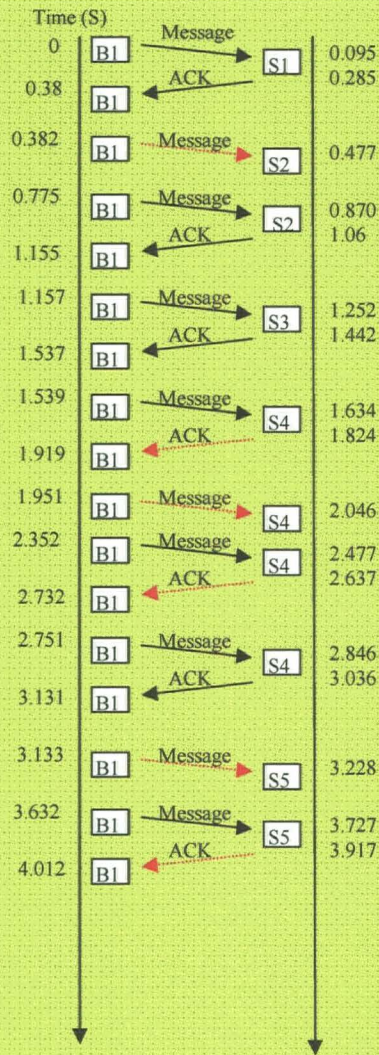 Time (S)
0 B1 Message S1 0.095
0.38 B1 ACK 0.285
0.382 B1 Message S2 0.477
0.775 B1 Message S2 0.870
1.155 B1 ACK 1.06
1.157 B1 Message S3 1.252
1.537 B1 ACK 1.442
1.539 B1 Message S4 1.634
1.919 B1 ACK 1.824
1.951 B1 Message S4 2.046
2.352 B1 Message S4 2.477
2.732 B1 ACK 2.637
2.751 B1 Message S4 2.846
3.131 B1 ACK 3.036
3.133 B1 Message S5 3.228
3.632 B1 Message S5 3.727
4.012 B1 ACK 3.917